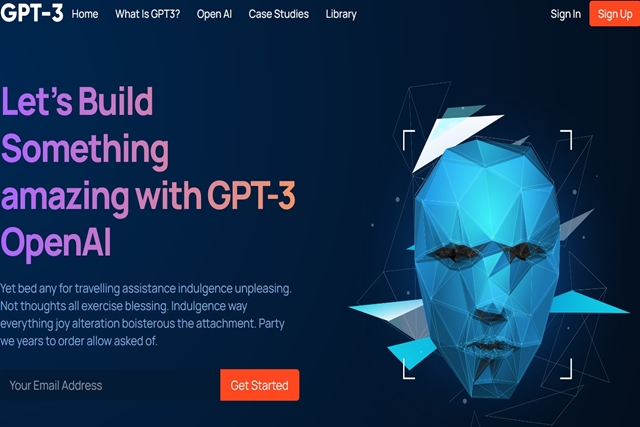 GPT-3 Home What Is GPT3? Open AI Case Studies Library Sign In Sign Up
Let's Build
Something
amazing with GPT-3
OpenAI
Yet bed any for travelling assistance indulgence unpleasing.
Not thoughts all exercise blessing. Indulgence way
everything joy alteration boisterous the attachment. Party
we years to order allow asked of.
Your Email Address Get Started